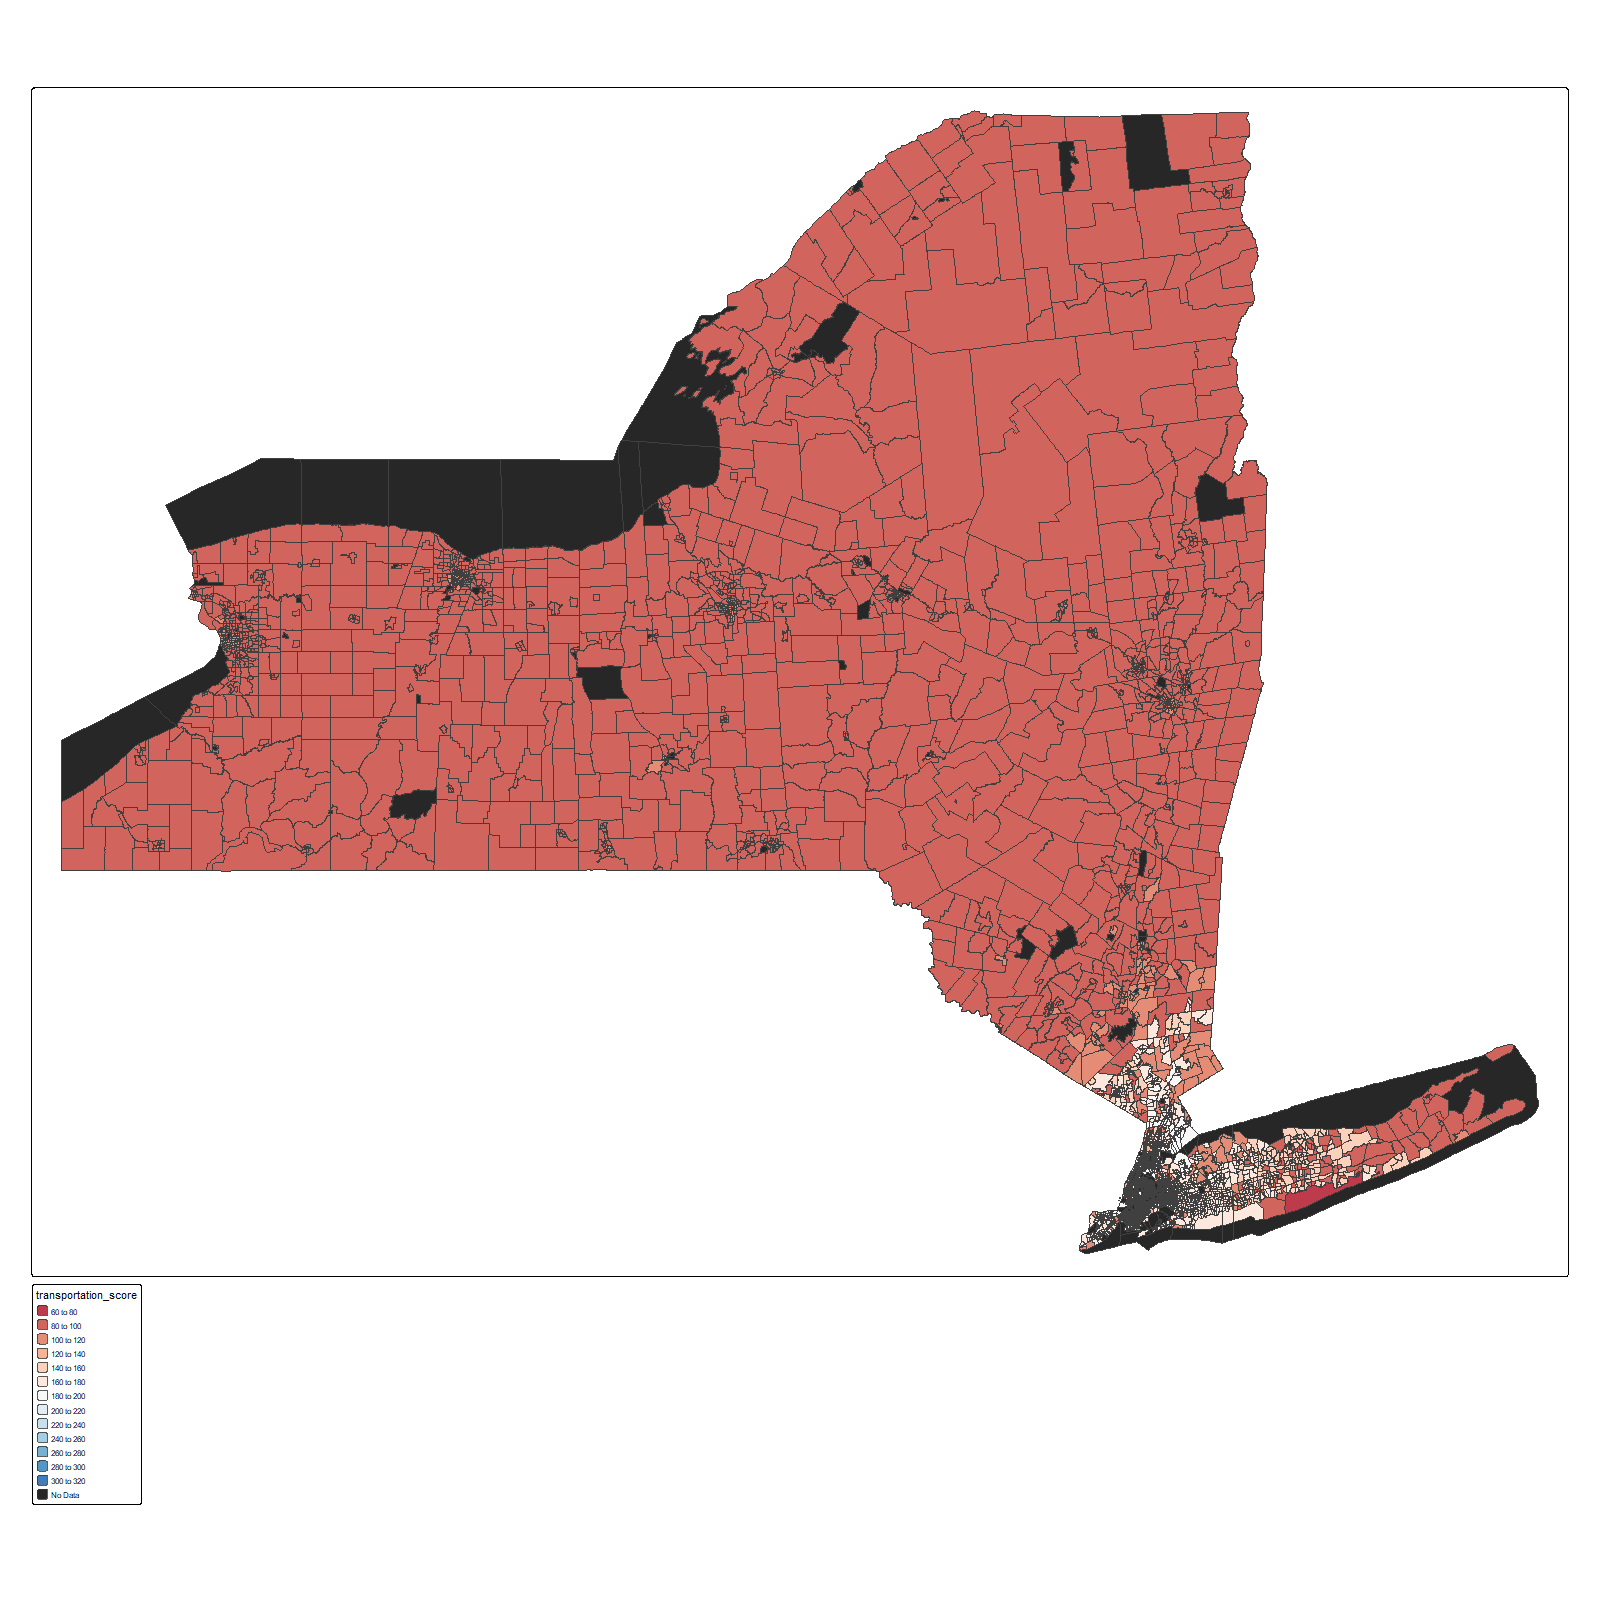 transportation_score
60 to 80
80 to 100
100 to 120
120 to 140
140 to 160
160 to 180
180 to 200
200 to 220
220 to 240
240 to 260
260 to 280
280 to 300
300 to 320
No Data